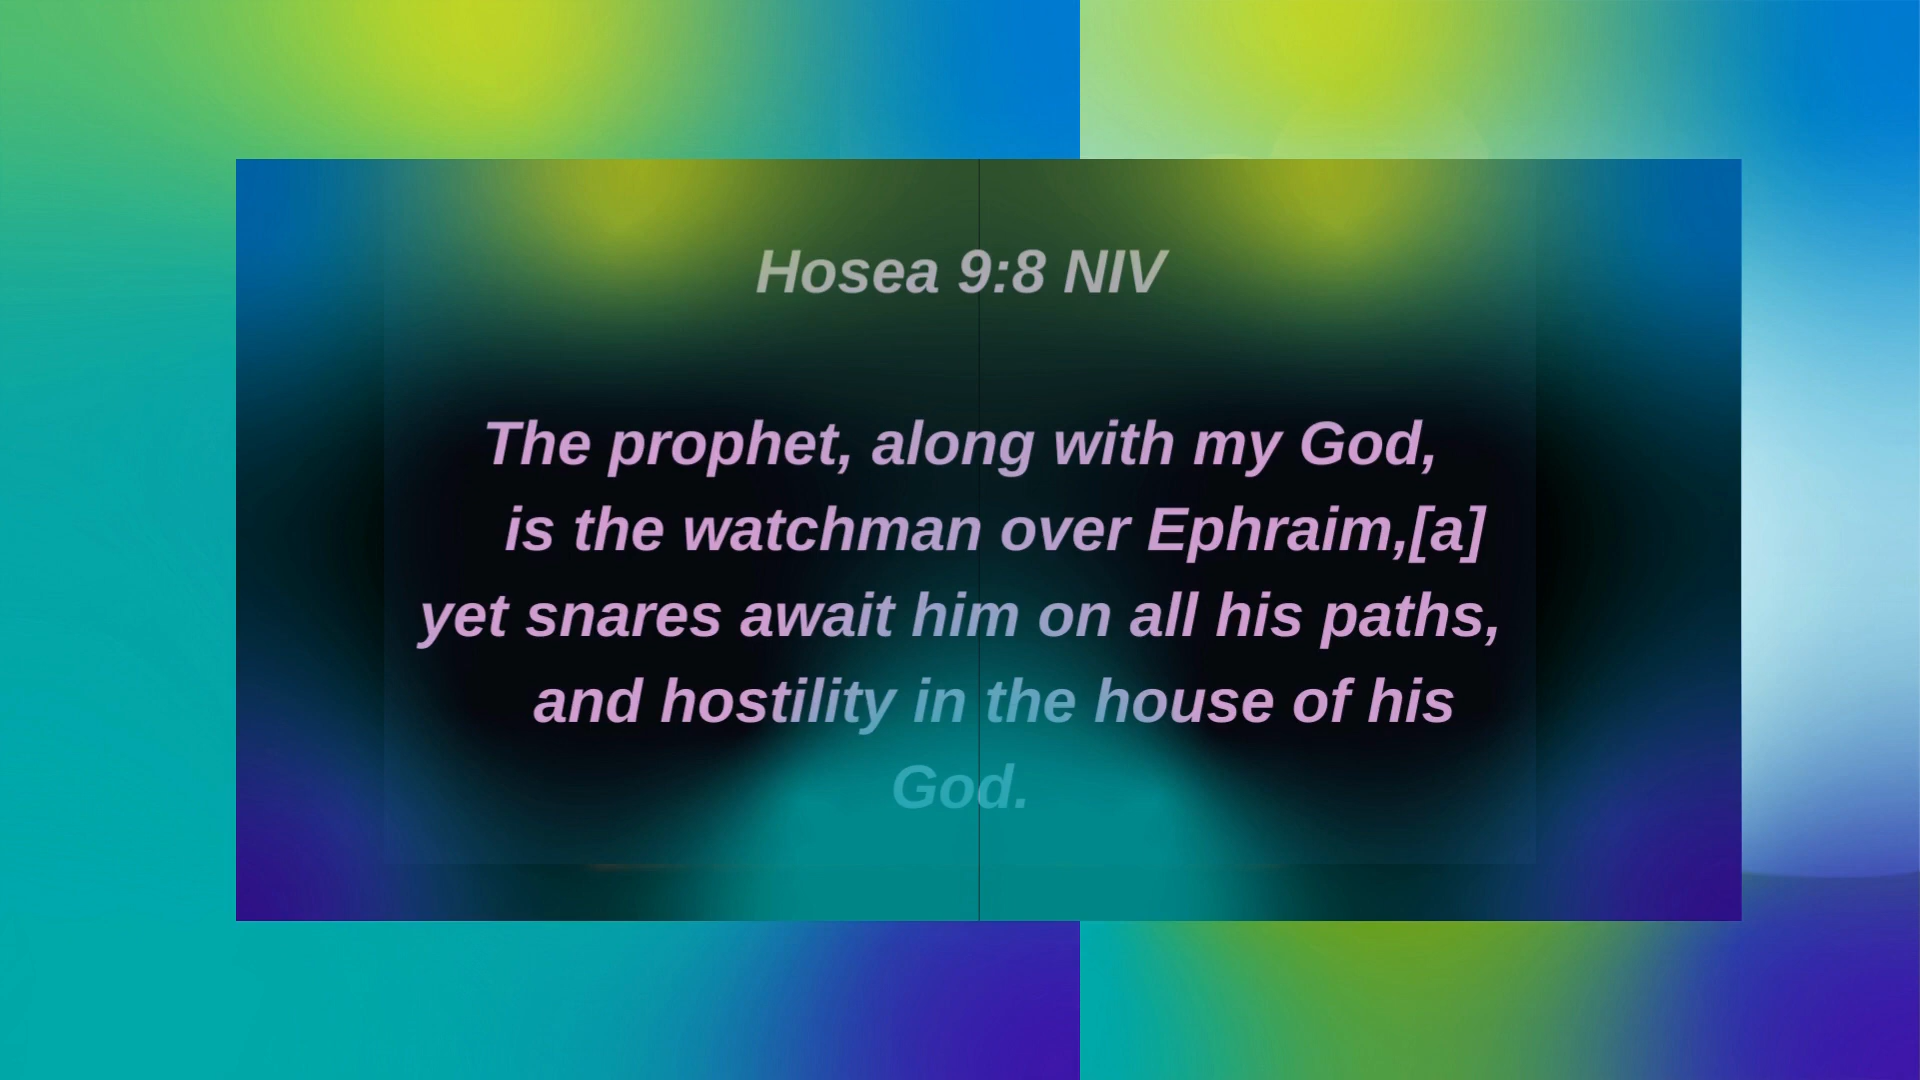 Hosea 9:8 NIV
The prophet, along with my God,
is the watchman over Ephraim,[a]
yet snares await him on all his paths,
and hostility in the house of his
God.